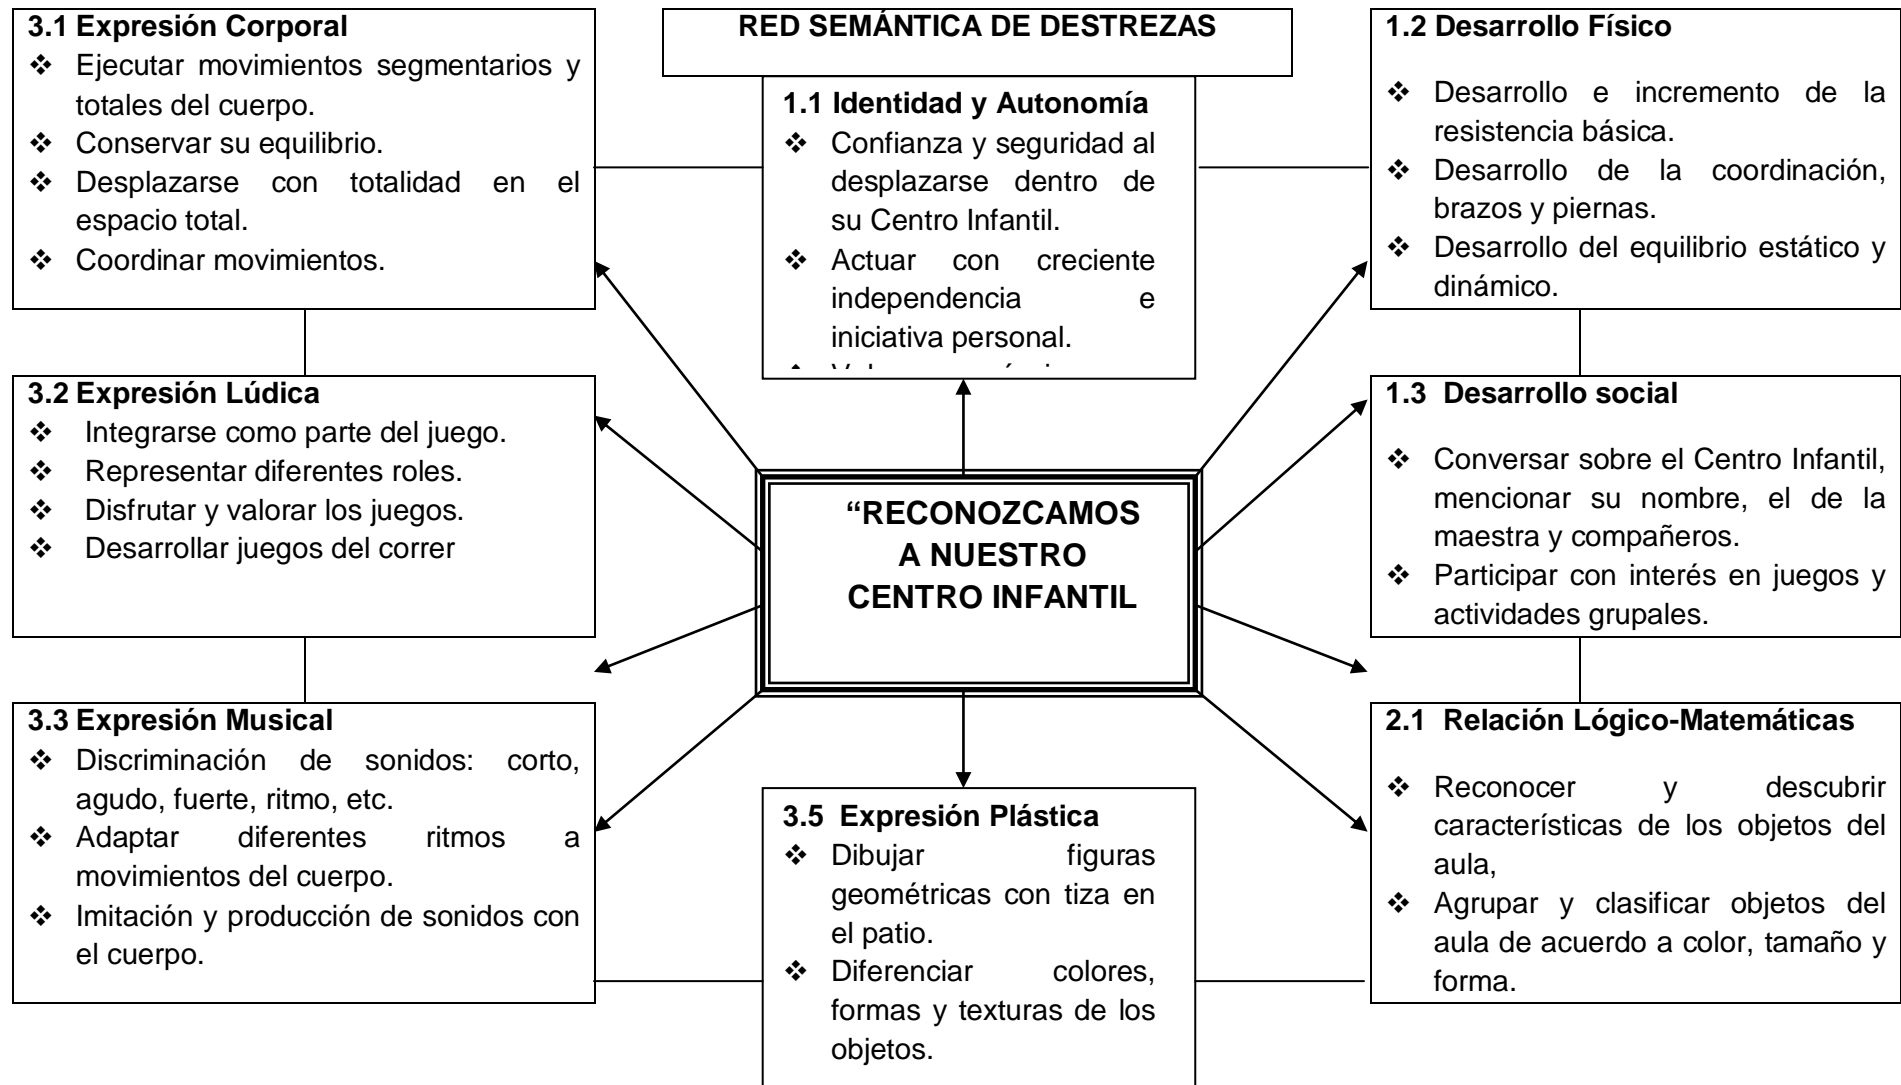 RED SEMÁNTICA DE DESTREZAS
3.1 Expresión Corporal
❖ Ejecutar movimientos segmentarios y
totales del cuerpo.
❖ Conservar su equilibrio.
❖ Desplazarse con totalidad en el
espacio total.
❖ Coordinar movimientos.
1.1 Identidad y Autonomía
❖ Confianza y seguridad al
desplazarse dentro de
su Centro Infantil.
❖ Actuar con creciente
independencia e
iniciativa personal.
1.2 Desarrollo Físico
❖ Desarrollo e incremento de la
resistencia básica.
❖ Desarrollo de la coordinación,
brazos y piernas.
❖ Desarrollo del equilibrio estático y
dinámico.
3.2 Expresión Lúdica
❖ Integrarse como parte del juego.
❖ Representar diferentes roles.
❖ Disfrutar y valorar los juegos.
❖ Desarrollar juegos del correr
“RECONOZCAMOS
A NUESTRO
CENTRO INFANTIL
1.3 Desarrollo social
❖ Conversar sobre el Centro Infantil,
mencionar su nombre, el de la
maestra y compañeros.
❖ Participar con interés en juegos y
actividades grupales.
3.3 Expresión Musical
❖ Discriminación de sonidos: corto,
agudo, fuerte, ritmo, etc.
❖ Adaptar diferentes ritmos a
movimientos del cuerpo.
❖ Imitación y producción de sonidos con
el cuerpo.
3.5 Expresión Plástica
❖ Dibujar figuras
geométricas con tiza en
el patio.
❖ Diferenciar colores,
formas y texturas de los
objetos.
2.1 Relación Lógico-Matemáticas
❖ Reconocer y descubrir
características de los objetos del
aula,
❖ Agrupar y clasificar objetos del
aula de acuerdo a color, tamaño y
forma.